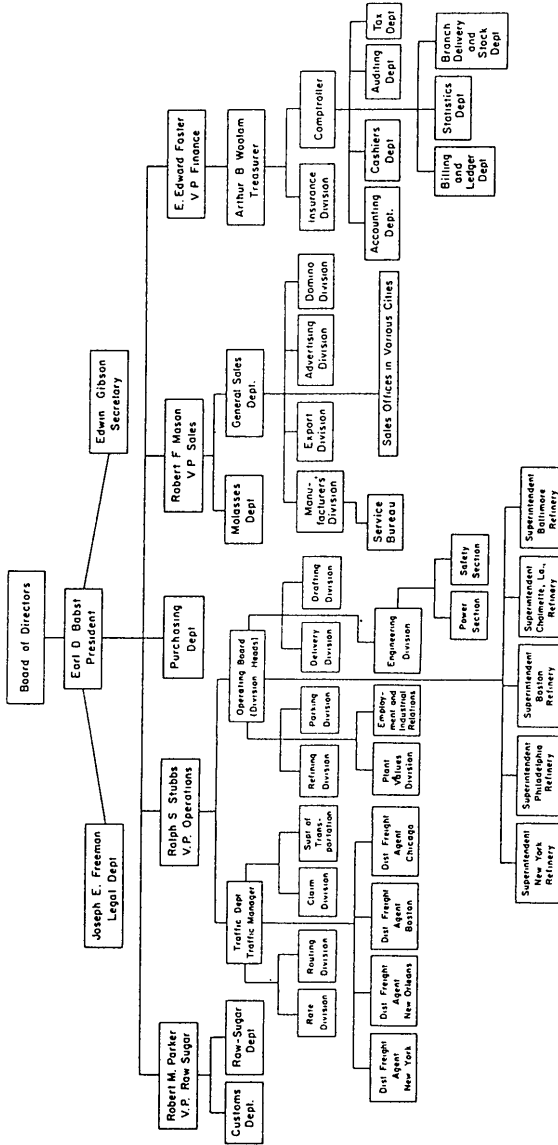 Board of Directors
Earl D Babst
President
Joseph E. Freeman
Legal Dept
Edwin Gibson
Secretary
Robert M. Parker
V.P. Raw Sugar
Ralph S Stubbs
V.P. Operations
Purchasing
Dept
Robert F Mason
V P Sales
E. Edward Foster
V P Finance
Customs
Dept.
Raw-Sugar
Dept
Traffic Dept
Traffic Manager
Operating Board
(Division Heads)
Molasses
Dept
General Sales
Dept.
Arthur B Woolam
Treasurer
Rate
Division
Routing
Division
Claim
Division
Supt of
Trans-
portation
Refining
Division
Parking
Division
Delivery
Division
Drafting
Division
Manu-
facturers'
Division
Export
Division
Advertising
Division
Domino
Division
Insurance
Division
Comptroller
Dist Freight
Agent
New York
Dist Freight
Agent
New Orleans
Dist Freight
Agent
Boston
Dist Freight
Agent
Chicago
Plant
Values
Division
Employ-
ment and
Industrial
Relations
Engineering
Division
Service
Bureau
Sales Offices in Various Cities
Accounting
Dept.
Cashiers
Dept
Auditing
Dept
Tax
Dept
Power
Section
Safety
Section
Billing
and
Ledger
Dept
Statistics
Dept
Branch
Delivery
and
Stock
Dept
Superintendent
New York
Refinery
Superintendent
Philadelphia
Refinery
Superintendent
Boston
Refinery
Superintendent
Chalmette, La.,
Refinery
Superintendent
Baltimore
Refinery